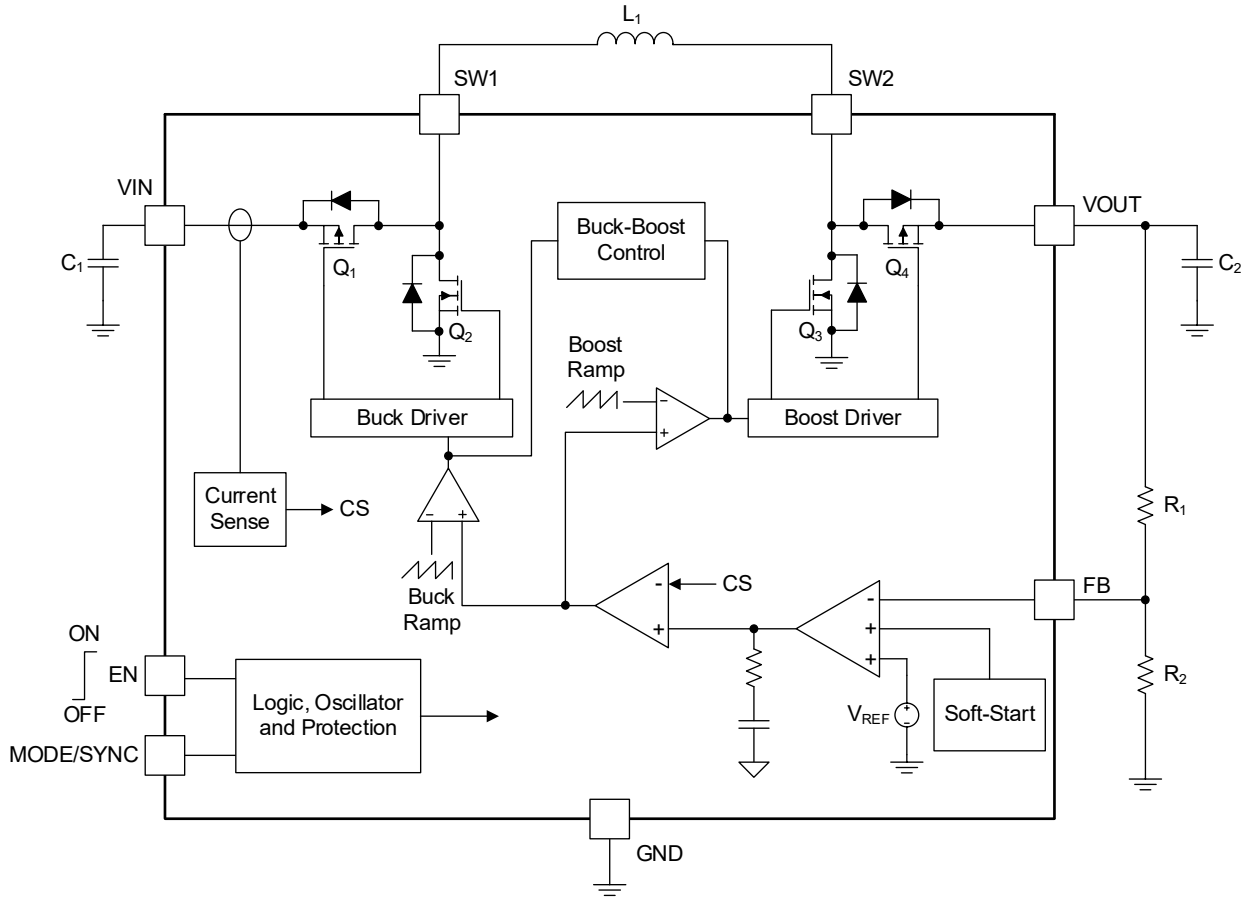 L1
SW1
SW2
VIN
VOUT
Buck-Boost
Control
C1
Q1
Q4
C2
Q2
Q3
Boost
Ramp
−
+
Buck Driver
Boost Driver
Current
Sense
CS
− +
R1
Buck
Ramp
-
CS
+
FB
-
+
+
ON
EN
OFF
Logic, Oscillator
and Protection
VREF
+
−
Soft-Start
R2
MODE/SYNC
GND